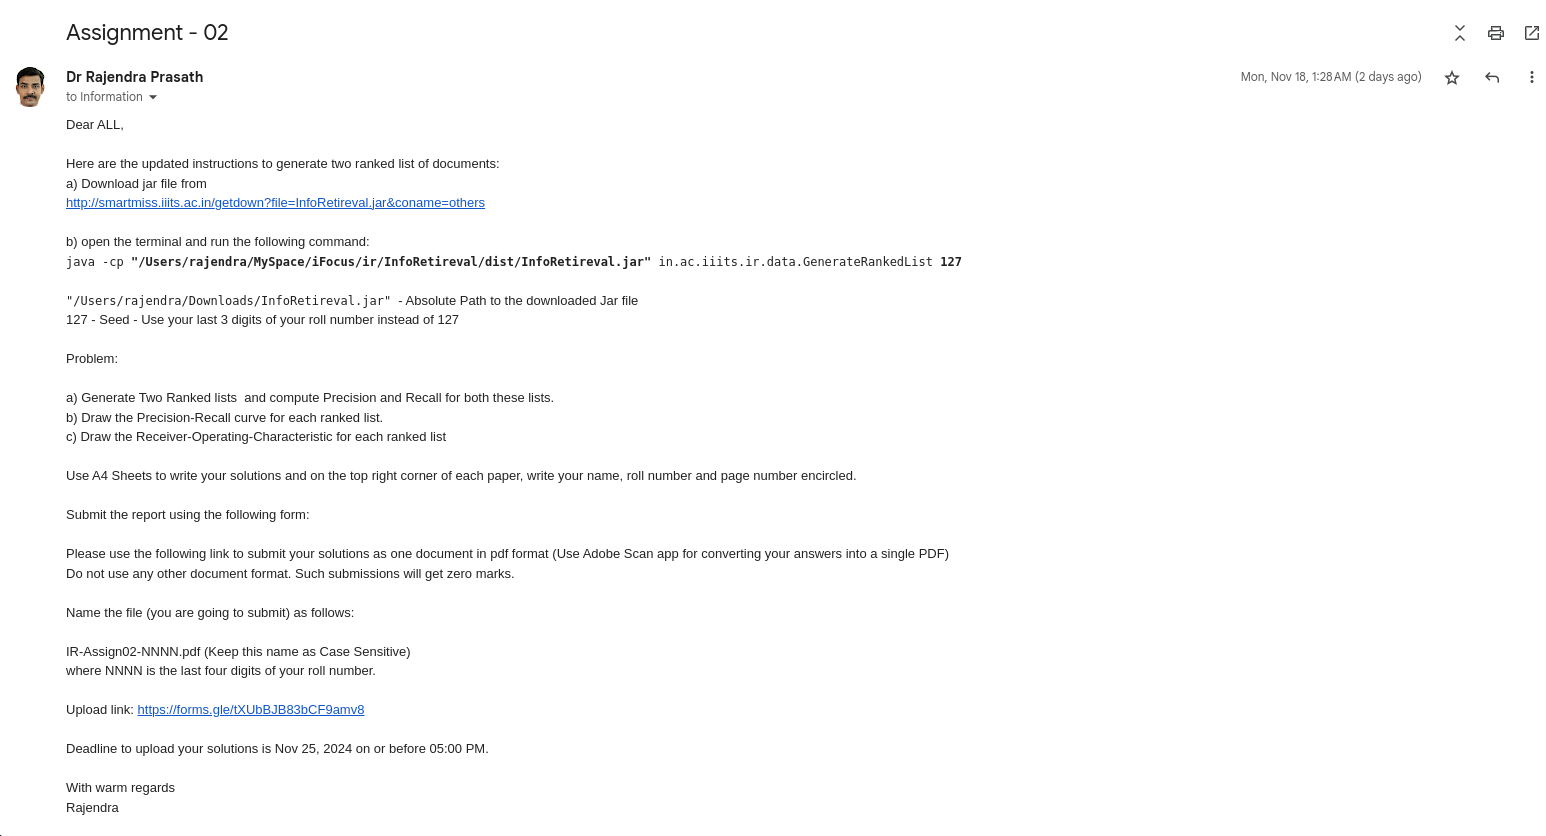 Assignment - 02
Dr Rajendra Prasath
Mon, Nov 18, 1:28 AM (2 days ago)
to Information
Dear ALL,
Here are the updated instructions to generate two ranked list of documents:
a) Download jar file from
http://smartmiss.iiits.ac.in/getdown?file=InfoRetireval.jar&coname=others
b) open the terminal and run the following command:
java -cp "/Users/rajendra/MySpace/iFocus/ir/InfoRetireval/dist/InfoRetireval.jar" in.ac.iiits.ir.data.GenerateRankedList 127
"/Users/rajendra/Downloads/InfoRetireval.jar" - Absolute Path to the downloaded Jar file
127 - Seed - Use your last 3 digits of your roll number instead of 127
Problem:
a) Generate Two Ranked lists  and compute Precision and Recall for both these lists.
b) Draw the Precision-Recall curve for each ranked list.
c) Draw the Receiver-Operating-Characteristic for each ranked list
Use A4 Sheets to write your solutions and on the top right corner of each paper, write your name, roll number and page number encircled.
Submit the report using the following form:
Please use the following link to submit your solutions as one document in pdf format (Use Adobe Scan app for converting your answers into a single PDF)
Do not use any other document format. Such submissions will get zero marks.
Name the file (you are going to submit) as follows:
IR-Assign02-NNNN.pdf (Keep this name as Case Sensitive)
where NNNN is the last four digits of your roll number.
Upload link: https://forms.gle/tXUbBJB83bCF9amv8
Deadline to upload your solutions is Nov 25, 2024 on or before 05:00 PM.
With warm regards
Rajendra